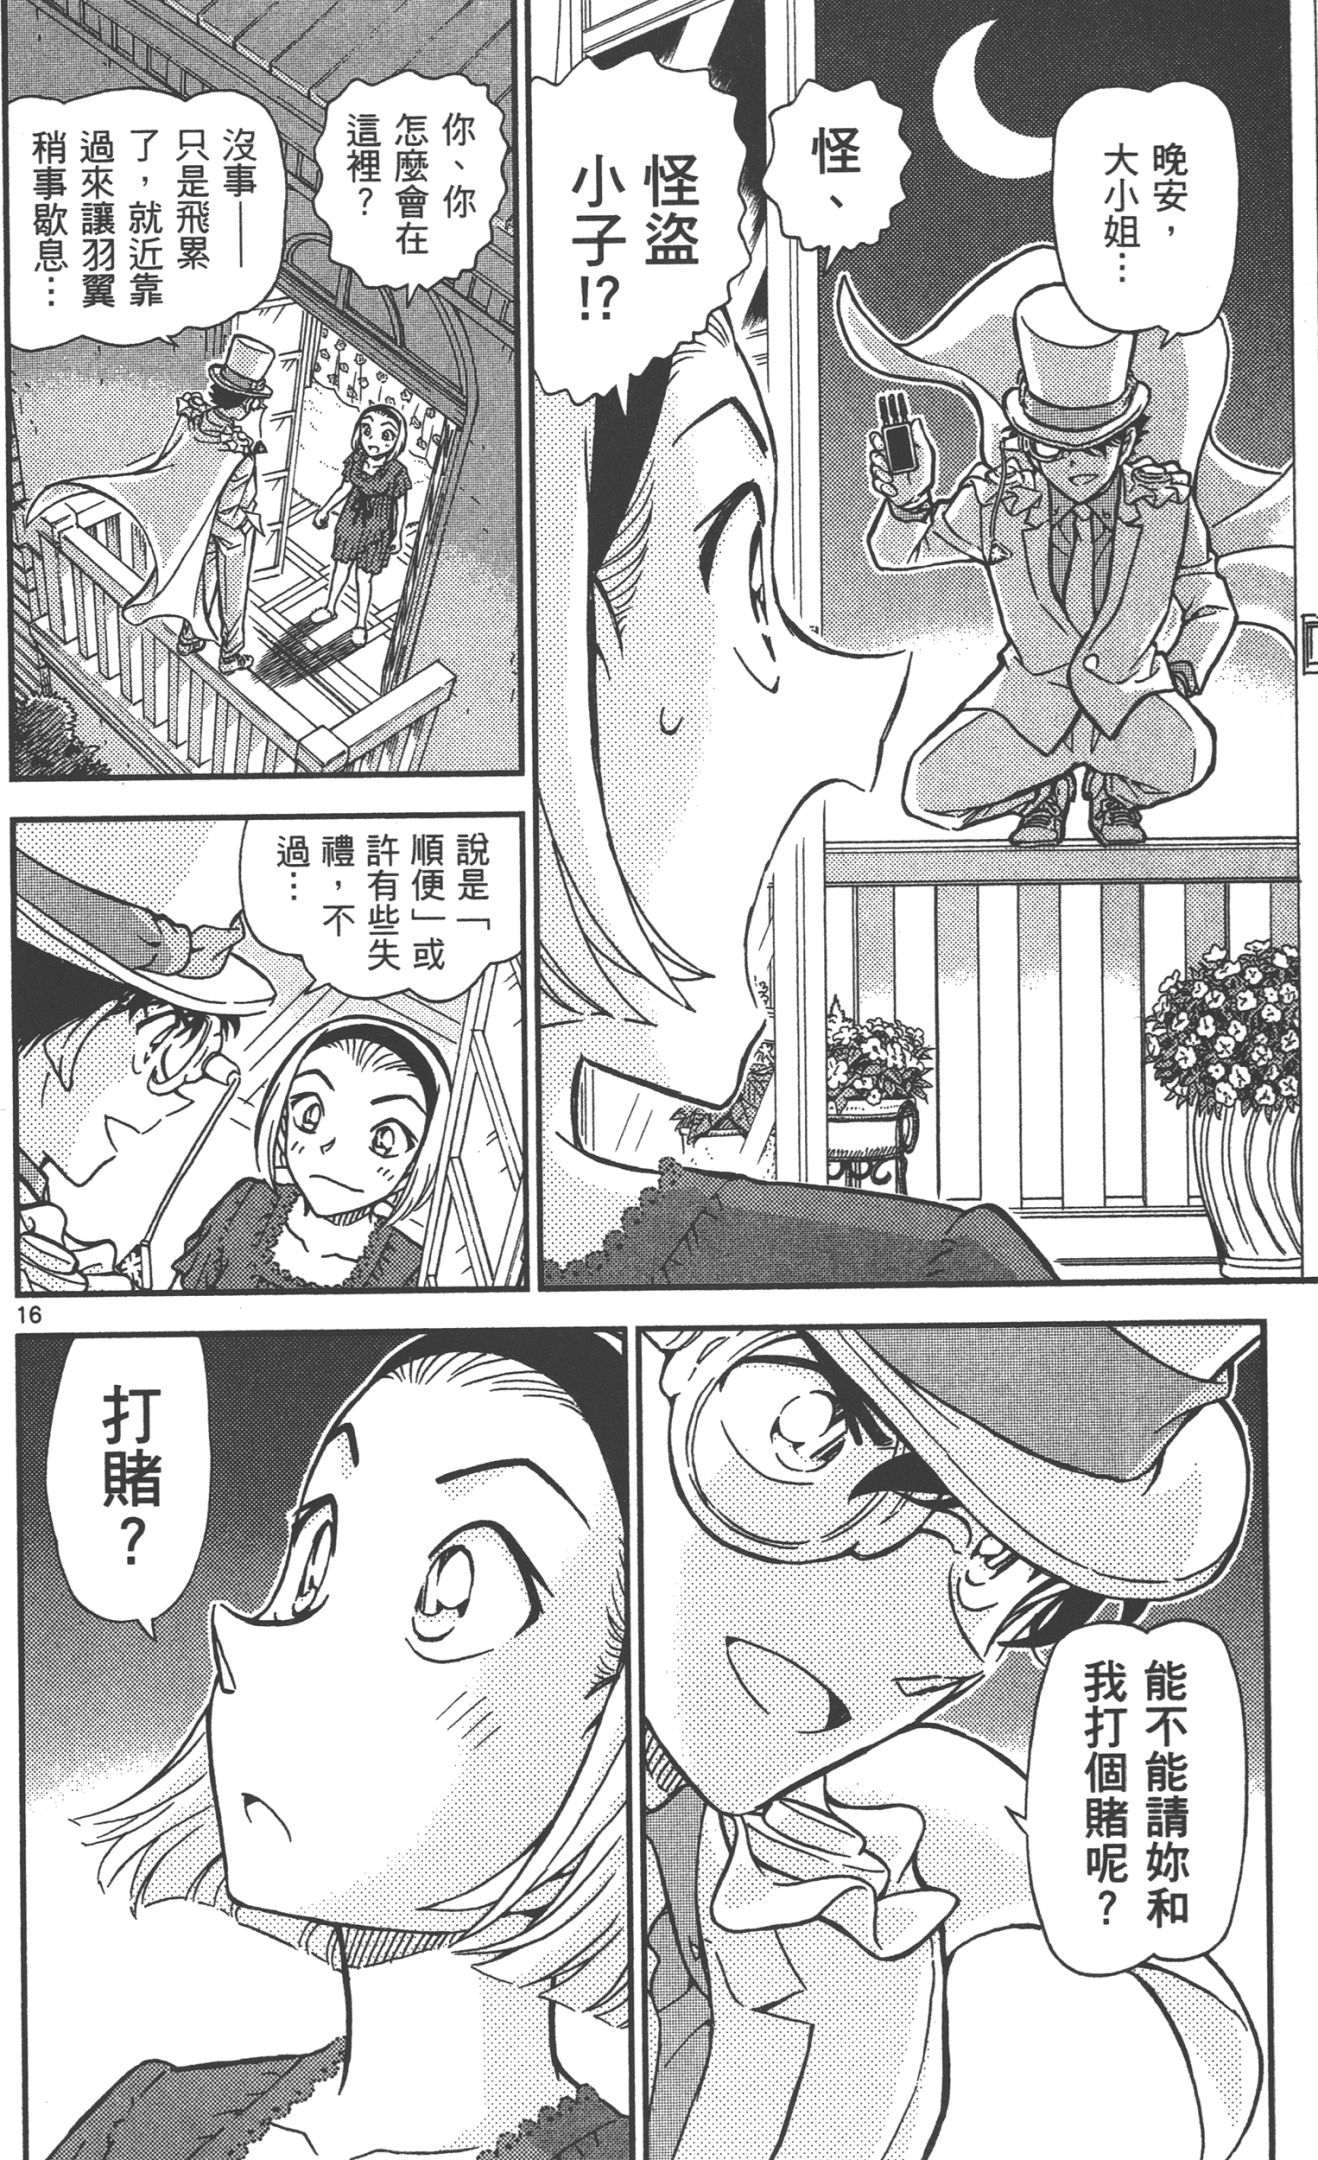 晚安，
大小姐…
怪、
怪盜
小子!?
你、你
怎麼會在
這裡？
沒事——
只是飛累
了，就近靠
過來讓羽翼
稍事歇息…
說是「
順便」或
許有些失
禮，不
過…
16
能不能請妳和
我打個賭呢？
打賭？